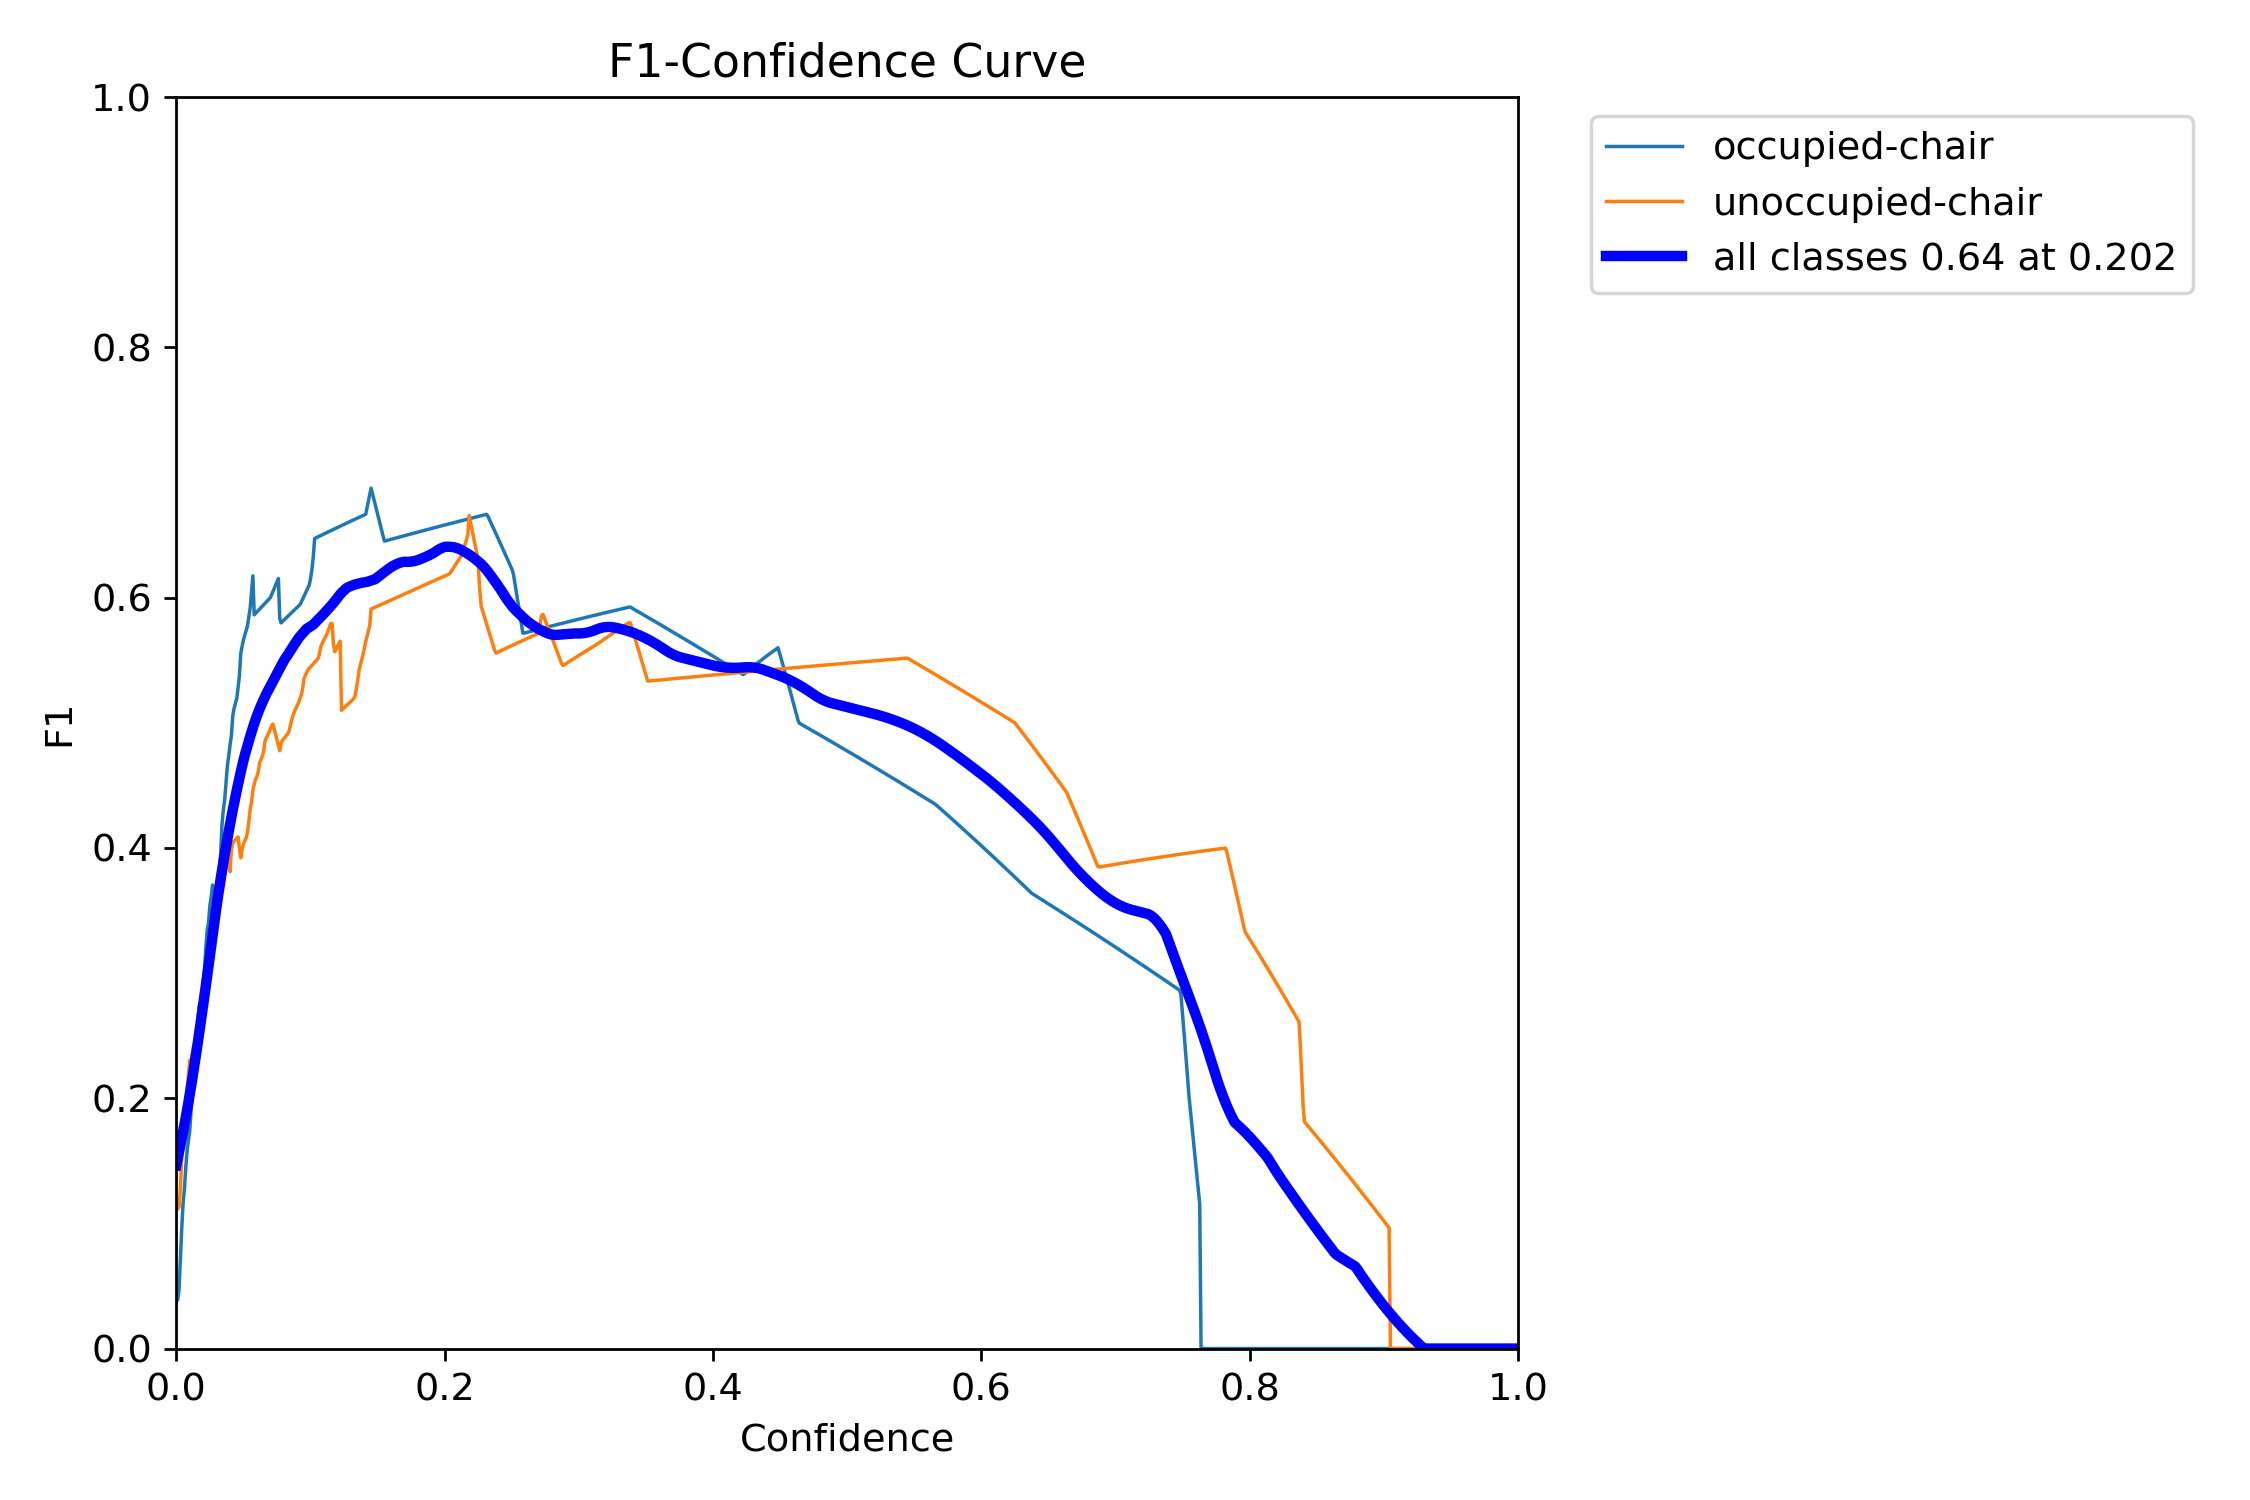 F1-Confidence Curve
occupied-chair
unoccupied-chair
all classes 0.64 at 0.202
1.0
0.8
0.6
0.4
0.2
0.0
F1
0.0 0.2 0.4 0.6 0.8 1.0
Confidence